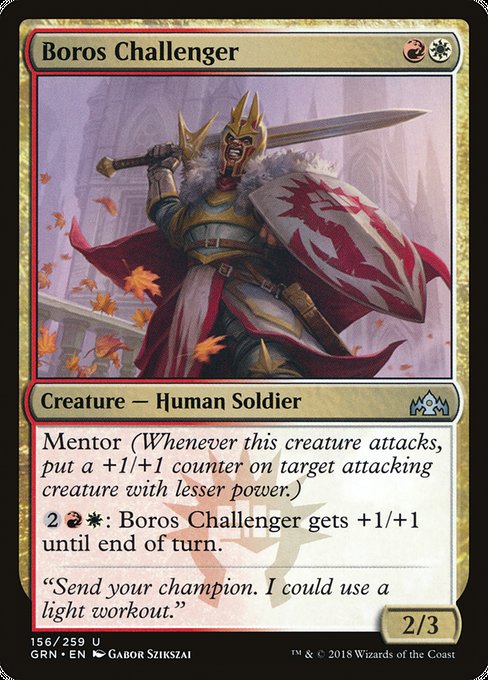 Boros Challenger
Creature — Human Soldier
Mentor (Whenever this creature attacks,
put a +1/+1 counter on target attacking
creature with lesser power.)
2: Boros Challenger gets +1/+1
until end of turn.
“Send your champion. I could use a
light workout.”
2/3
156/259 U
GRN • EN Gabor Szikszai
™ & © 2018 Wizards of the Coast